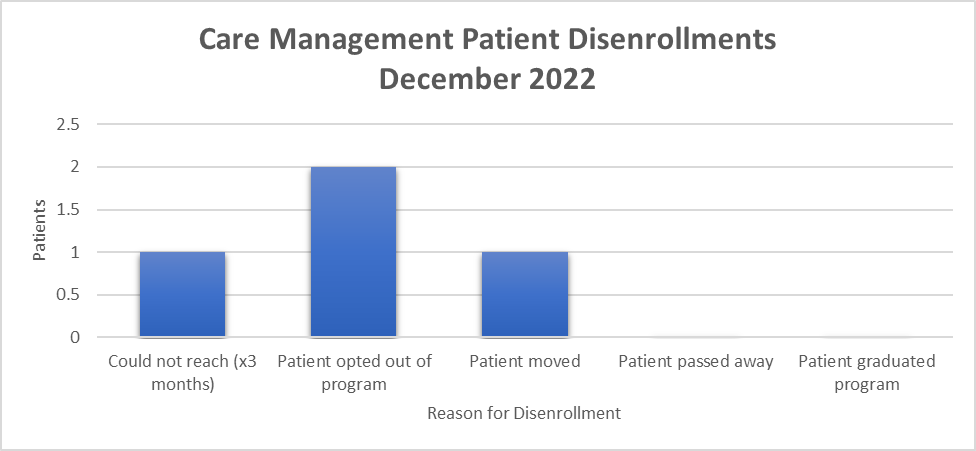 Care Management Patient Disenrollments
December 2022
2.5
2
1.5
1
0.5
0
Patients
Could not reach (x3
months)
Patient opted out of
program
Patient moved
Patient passed away
Patient graduated
program
Reason for Disenrollment